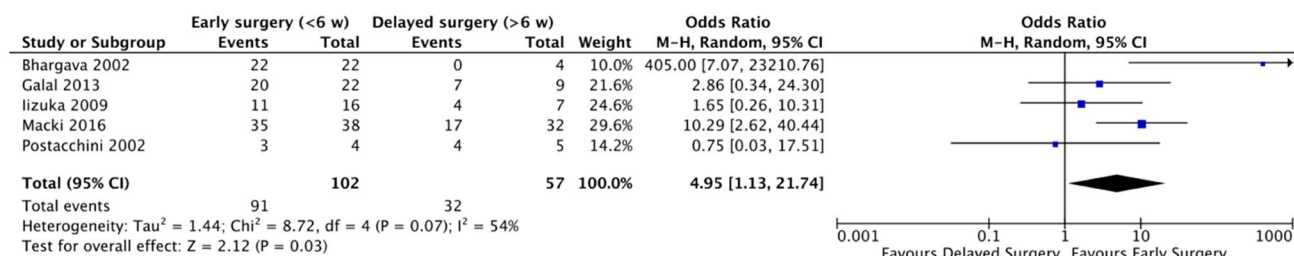 Early surgery (<6 w) Delayed surgery (>6 w) Odds Ratio Odds Ratio
Study or Subgroup Events Total Events Total Weight M-H, Random, 95% CI M-H, Random, 95% CI
Bhargava 2002 22 22 0 4 10.0% 405.00 [7.07, 23210.76]
Galal 2013 20 22 7 9 21.6% 2.86 [0.34, 24.30]
Iizuka 2009 11 16 4 7 24.6% 1.65 [0.26, 10.31]
Macki 2016 35 38 17 32 29.6% 10.29 [2.62, 40.44]
Postacchini 2002 3 4 4 5 14.2% 0.75 [0.03, 17.51]
Total (95% CI) 102 57 100.0% 4.95 [1.13, 21.74]
Total events 91 32
Heterogeneity: Tau² = 1.44; Chi² = 8.72, df = 4 (P = 0.07); I² = 54%
Test for overall effect: Z = 2.12 (P = 0.03)
0.001 0.1 1 10 1000
Favours Delayed Surgery Favours Early Surgery